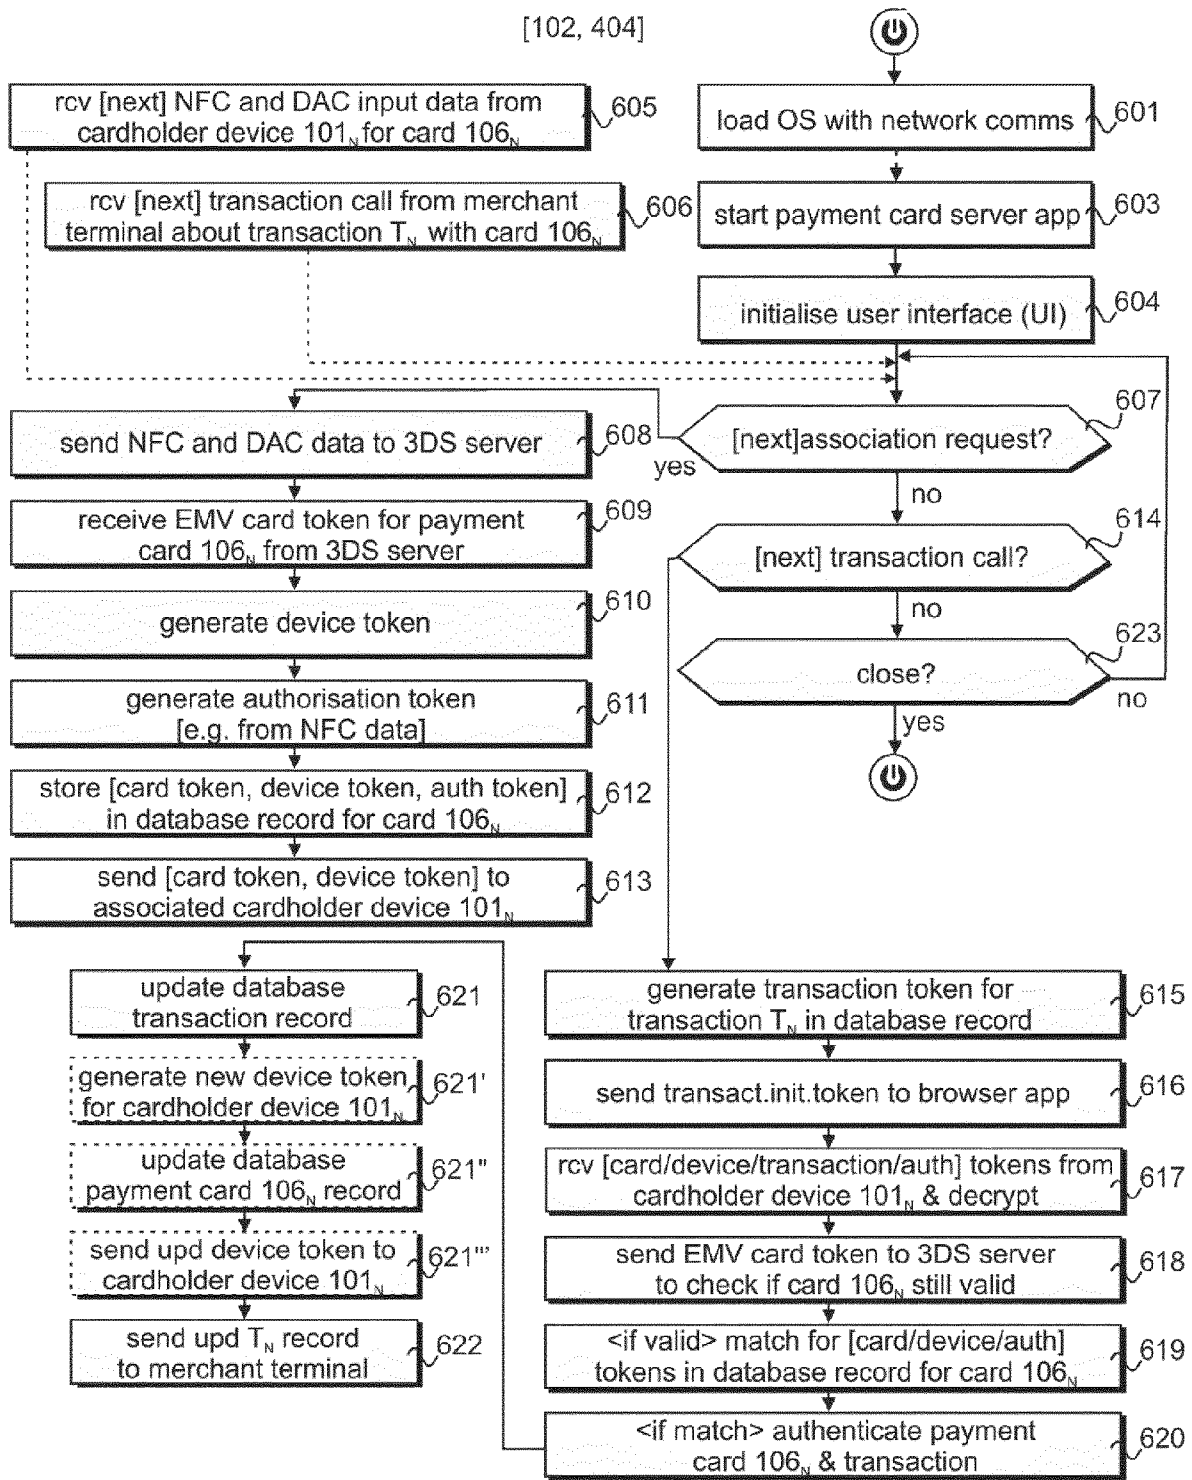 [102, 404]
rcv [next] NFC and DAC input data from
cardholder device 101N for card 106N
605
load OS with network comms
601
rcv [next] transaction call from merchant
terminal about transaction TN with card 106N
606
start payment card server app
603
initialise user interface (UI)
604
607
[next]association request?
yes
no
send NFC and DAC data to 3DS server
608
receive EMV card token for payment
card 106N from 3DS server
609
614
[next] transaction call?
no
generate device token
610
623
close?
no
yes
generate authorisation token
[e.g. from NFC data]
611
store [card token, device token, auth token]
in database record for card 106N
612
send [card token, device token] to
associated cardholder device 101N
613
generate transaction token for
transaction TN in database record
615
send transact.init.token to browser app
616
rcv [card/device/transaction/auth] tokens from
cardholder device 101N & decrypt
617
send EMV card token to 3DS server
to check if card 106N still valid
618
<if valid> match for [card/device/auth]
tokens in database record for card 106N
619
<if match> authenticate payment
card 106N & transaction
620
update database
transaction record
621
generate new device token
for cardholder device 101N
621'
update database
payment card 106N record
621"
send upd device token to
cardholder device 101N
621"'
send upd TN record
to merchant terminal
622